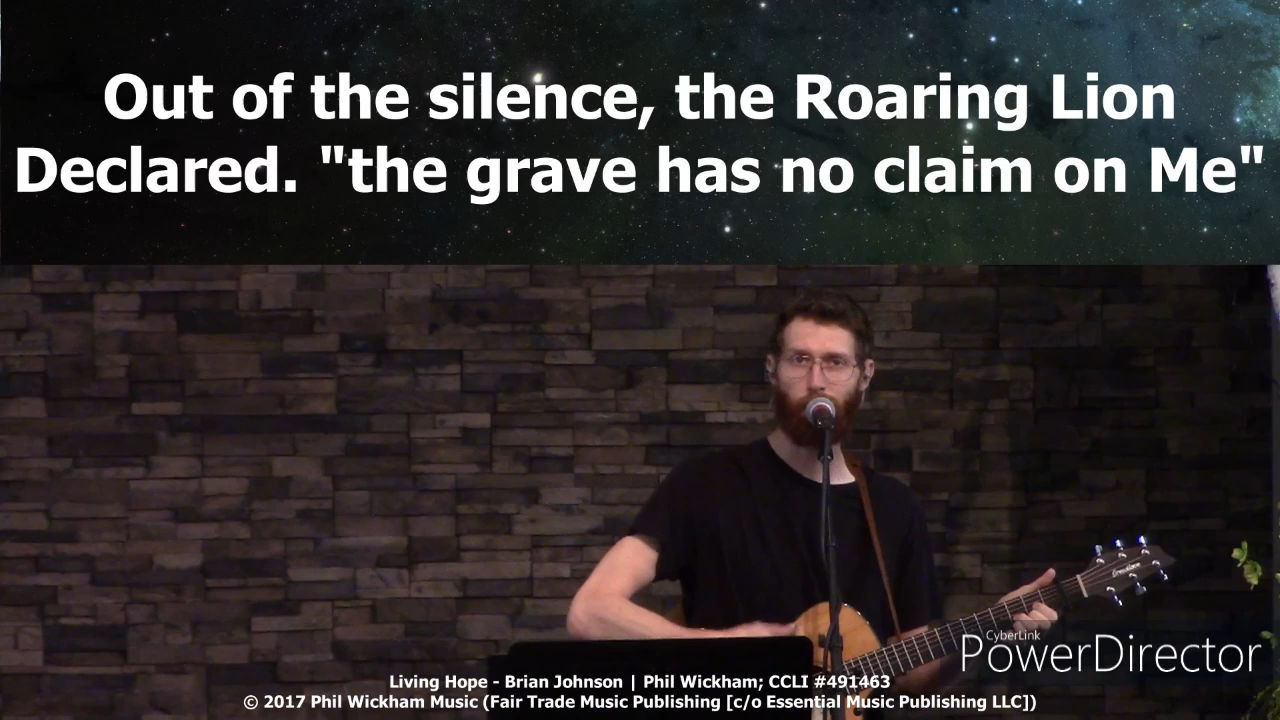 Out of the silence, the Roaring Lion
Declared. "the grave has no claim on Me"
CyberLink
PowerDirector
Living Hope - Brian Johnson | Phil Wickham; CCLI #491463
© 2017 Phil Wickham Music (Fair Trade Music Publishing [c/o Essential Music Publishing LLC])